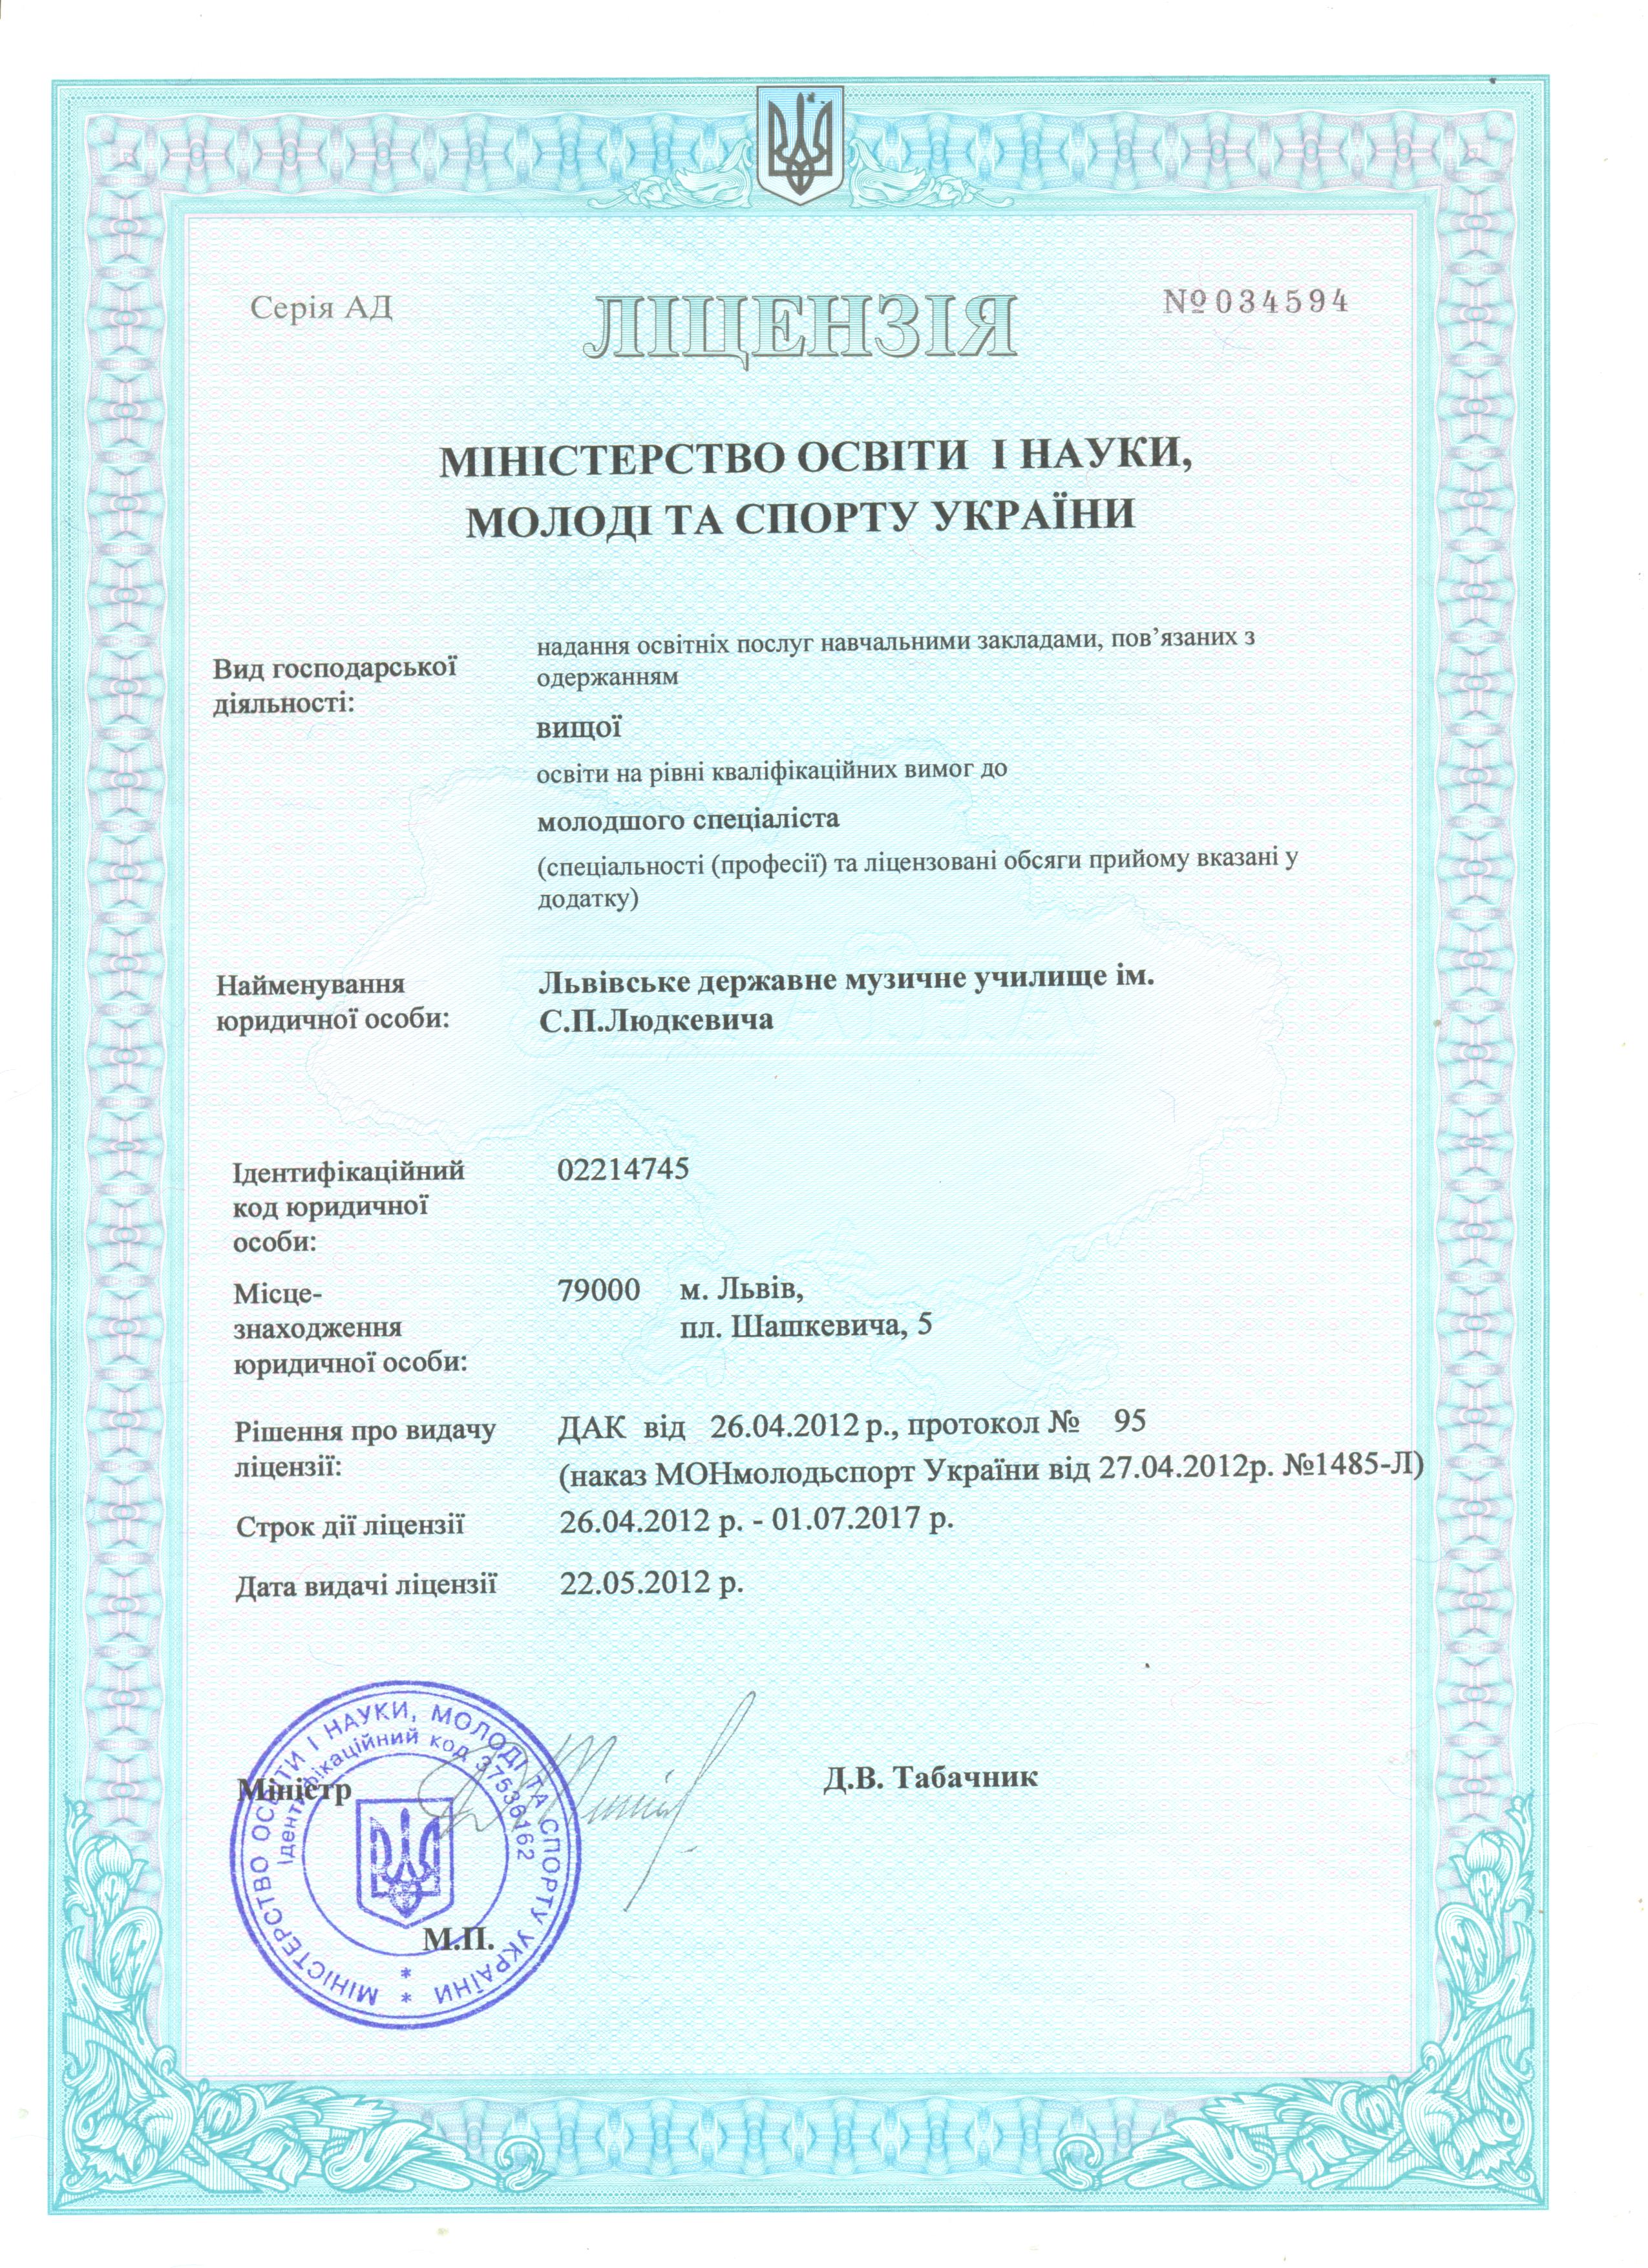 Серія АД
ЛІЦЕНЗІЯ
№034594
МІНІСТЕРСТВО ОСВІТИ І НАУКИ,
МОЛОДІ ТА СПОРТУ УКРАЇНИ
Вид господарської
діяльності:
надання освітніх послуг навчальними закладами, пов’язаних з
одержанням
вищої
освіти на рівні кваліфікаційних вимог до
молодшого спеціаліста
(спеціальності (професії) та ліцензовані обсяги прийому вказані у
додатку)
Найменування
юридичної особи:
Львівське державне музичне училище ім.
С.П.Людкевича
Ідентифікаційний
код юридичної
особи:
02214745
Місце-
знаходження
юридичної особи:
79000 м. Львів,
пл. Шашкевича, 5
Рішення про видачу
ліцензії:
ДАК від 26.04.2012 р., протокол № 95
(наказ МОНмолодьспорт України від 27.04.2012р. №1485-Л)
Строк дії ліцензії
26.04.2012 р. - 01.07.2017 р.
Дата видачі ліцензії
22.05.2012 р.
Міністр
Д.В. Табачник
М.П.
МІНІСТЕРСТВО ОСВІТИ І НАУКИ, МОЛОДІ ТА СПОРТУ УКРАЇНИ
Ідентифікаційний код 37536162